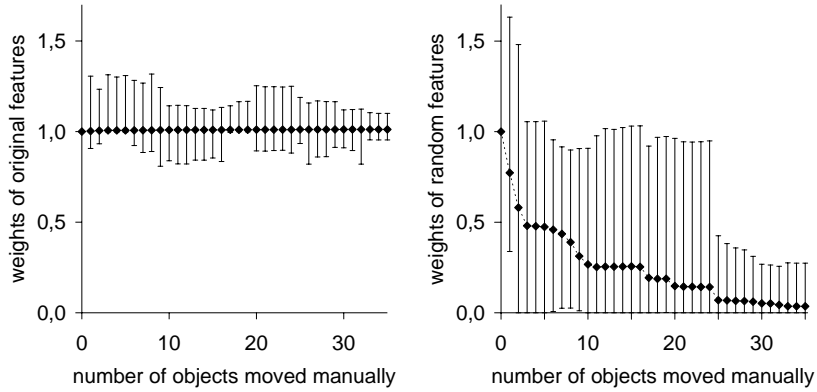 weights of original features
1,5
1,0
0,5
0,0
0 10 20 30
number of objects moved manually
weights of random features
1,5
1,0
0,5
0,0
0 10 20 30
number of objects moved manually